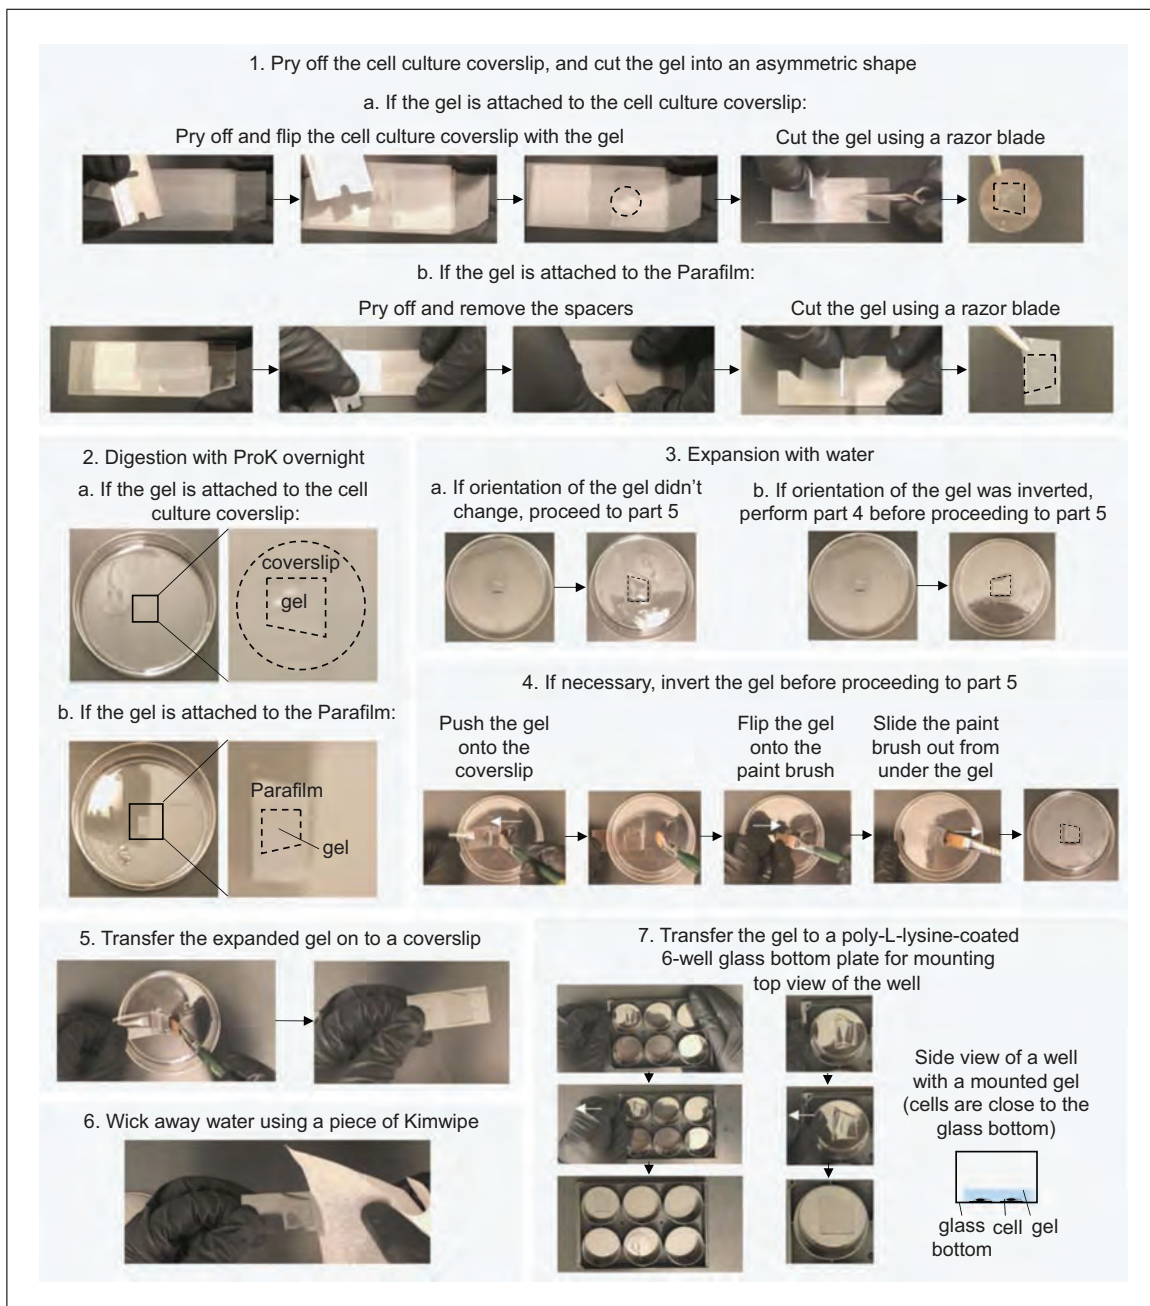 1. Pry off the cell culture coverslip, and cut the gel into an asymmetric shape
a. If the gel is attached to the cell culture coverslip:
Pry off and flip the cell culture coverslip with the gel
Cut the gel using a razor blade
b. If the gel is attached to the Parafilm:
Pry off and remove the spacers
Cut the gel using a razor blade
2. Digestion with ProK overnight
a. If the gel is attached to the cell
culture coverslip:
coverslip
gel
b. If the gel is attached to the Parafilm:
Parafilm
gel
3. Expansion with water
a. If orientation of the gel didn't
change, proceed to part 5
b. If orientation of the gel was inverted,
perform part 4 before proceeding to part 5
4. If necessary, invert the gel before proceeding to part 5
Push the gel
onto the
coverslip
Flip the gel
onto the
paint brush
Slide the paint
brush out from
under the gel
5. Transfer the expanded gel on to a coverslip
6. Wick away water using a piece of Kimwipe
7. Transfer the gel to a poly-L-lysine-coated
6-well glass bottom plate for mounting
top view of the well
Side view of a well
with a mounted gel
(cells are close to the
glass bottom)
glass
bottom
cell
gel